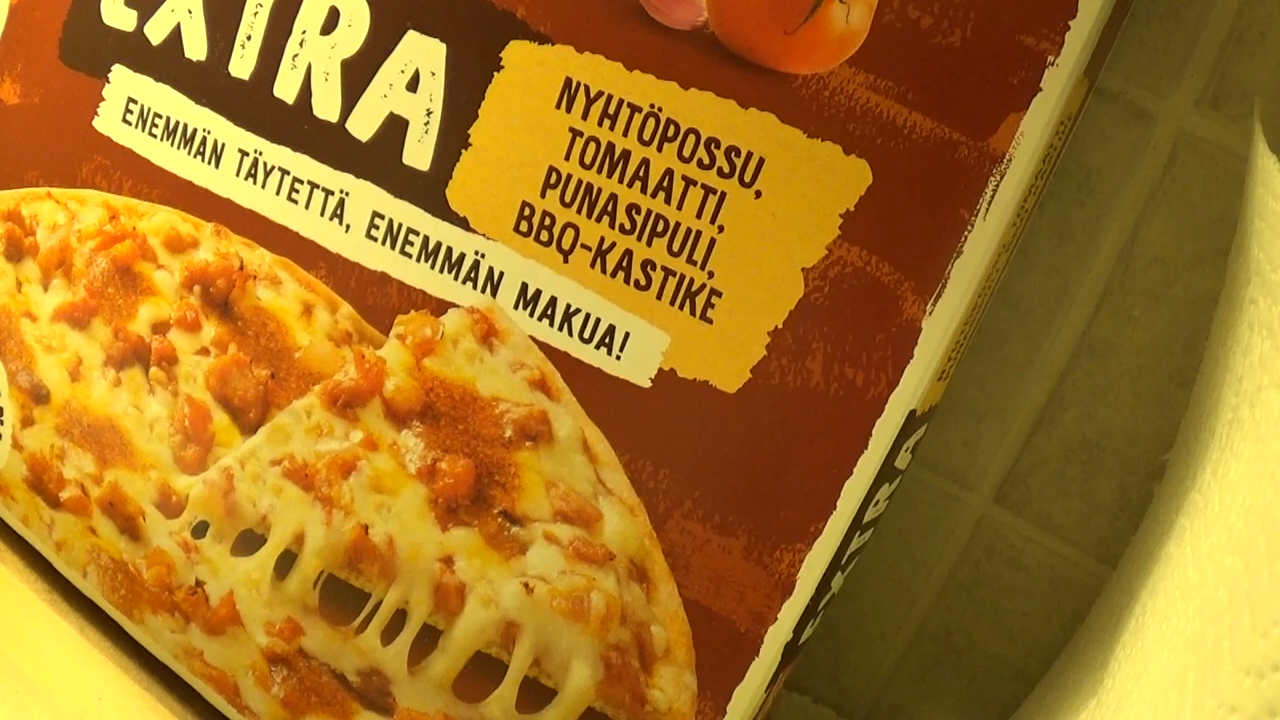 EXTRA
ENEMMÄN TÄYTETTÄ, ENEMMÄN MAKUA!
NYHTÖPOSSU,
TOMAATTI,
PUNASIPULI,
BBQ-KASTIKE
EXTRA